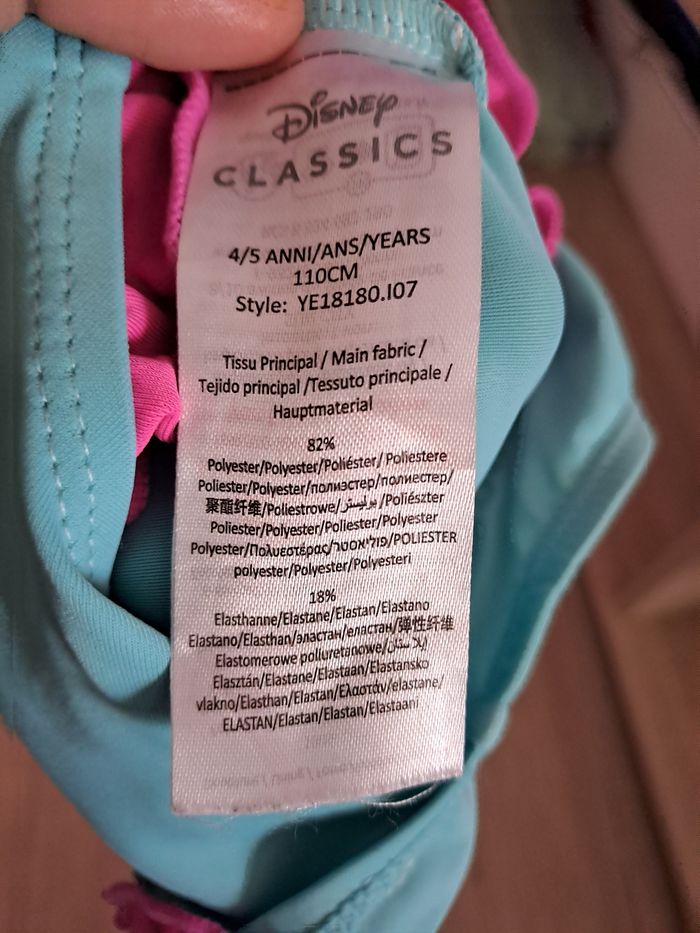 Disney
CLASSICS
4/5 ANNI/ANS/YEARS
110CM
Style: YE18180.I07
Tissu Principal / Main fabric /
Tejido principal /Tessuto principale /
Hauptmaterial
82%
Polyester/Polyester/Poliéster/ Poliestere
Poliester/Polyester/полиэстер/полиестер/
聚酯纤维/Poliestrowe/بوليستر/Poliészter
Poliester/Polyester/Poliester/Polyester
Polyester/Πολυεστέρας/פוליאסטר/POLIESTER
polyester/Polyester/Polyesteri
18%
Elasthanne/Elastane/Elastan/Elastano
Elastano/Elasthan/эластан/еластан/弹性纤维
Elastomerowe poliuretanowe/إيلاستان
Elasztán/Elastane/Elastaan/Elastansko
vlakno/Elasthan/Elastan/Ελαστάν/elastane/
ELASTAN/Elastan/Elastan/Elastaani